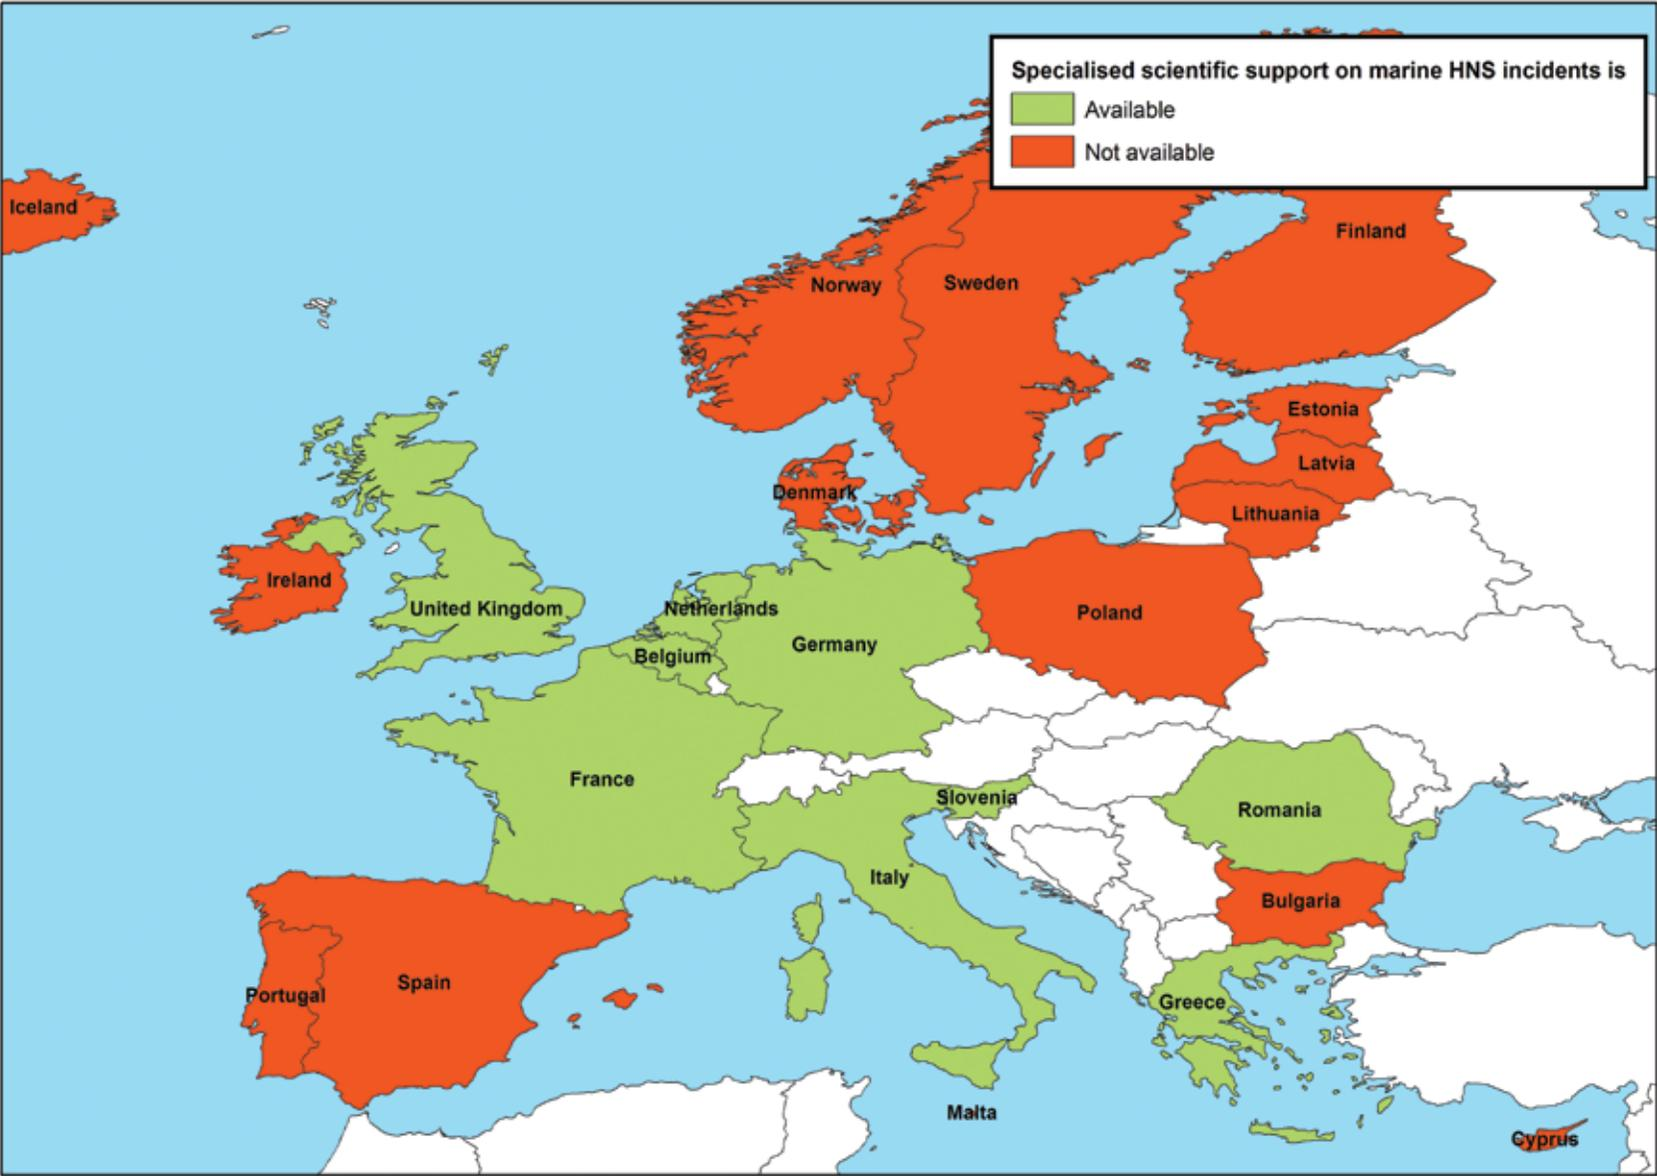 Specialised scientific support on marine HNS incidents is
Available
Not available
Iceland
Finland
Norway
Sweden
Estonia
Latvia
Denmark
Lithuania
Ireland
United Kingdom
Netherlands
Poland
Germany
Belgium
France
Slovenia
Romania
Italy
Bulgaria
Spain
Portugal
Greece
Malta
Cyprus